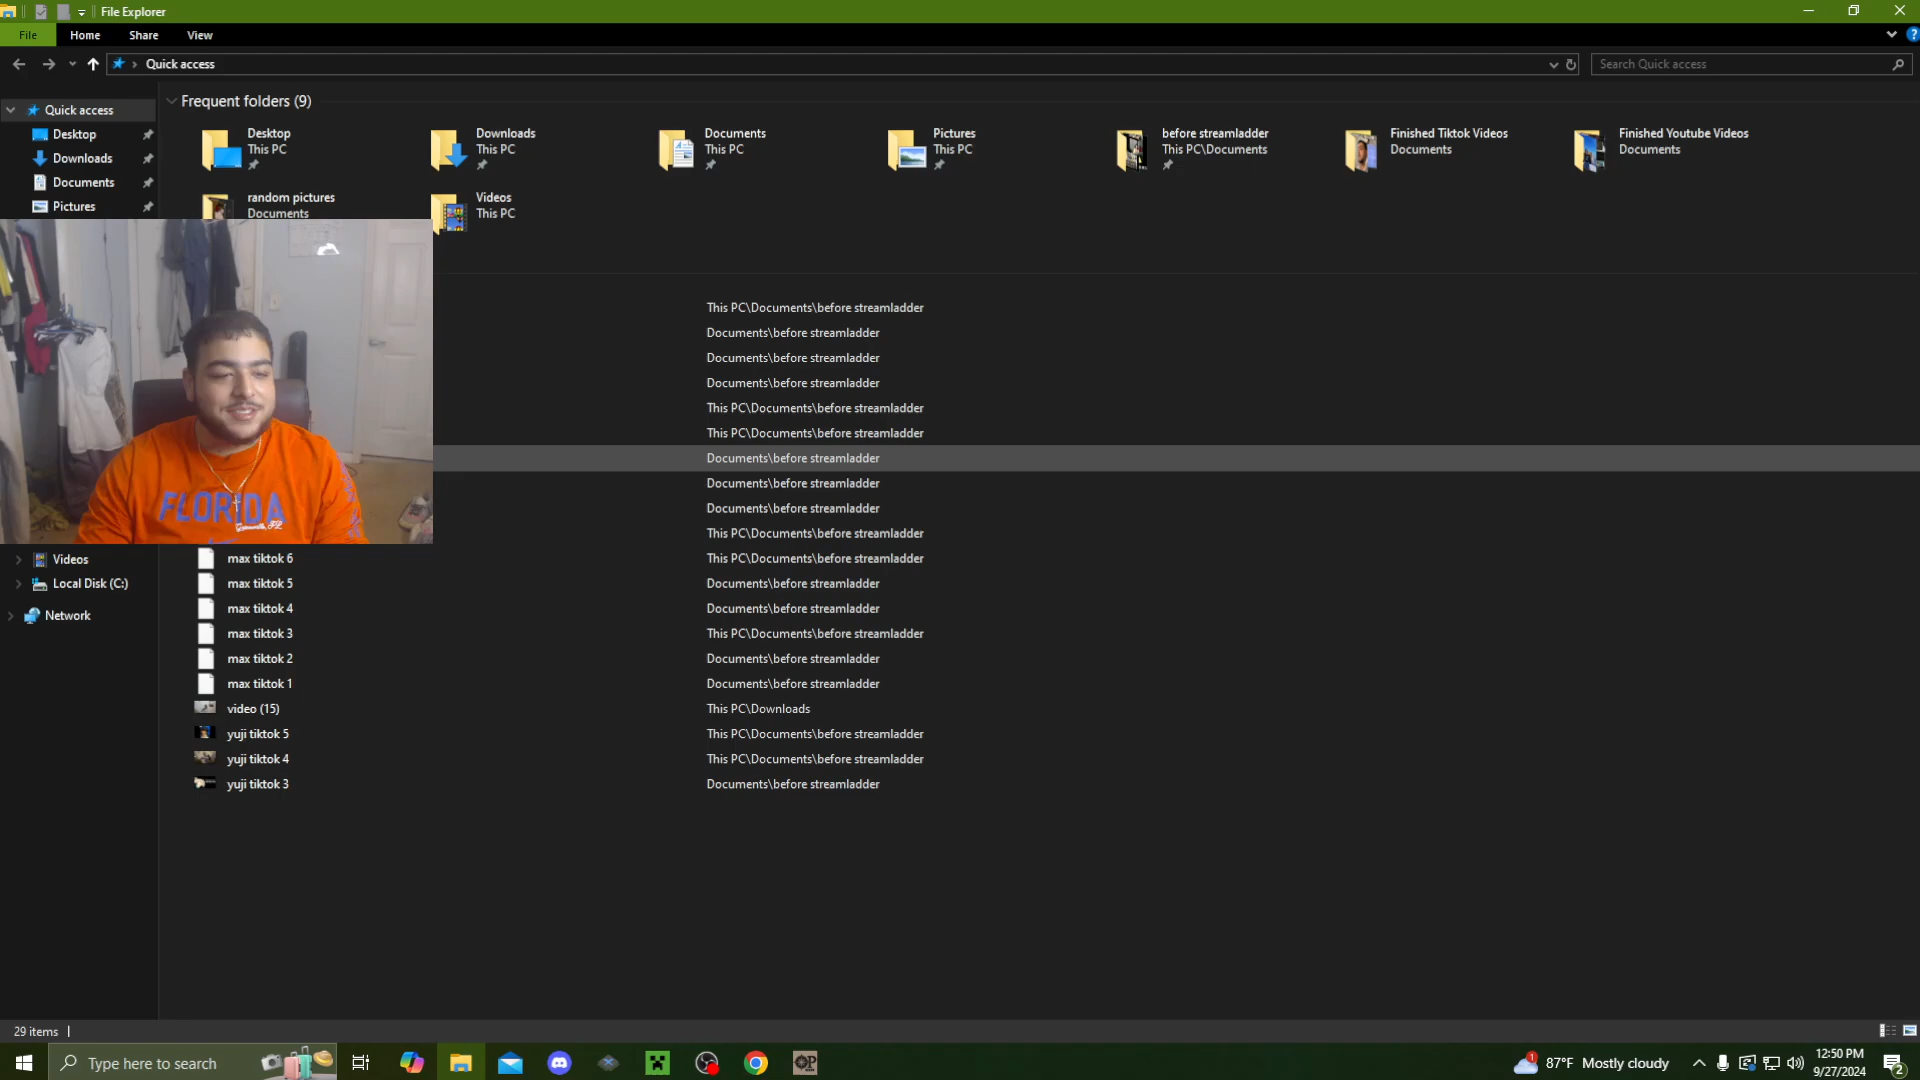 File Explorer
File Home Share View
Quick access Search Quick access
Quick access
Desktop
Downloads
Documents
Pictures
Frequent folders (9)
Desktop
This PC
Downloads
This PC
Documents
This PC
Pictures
This PC
before streamladder
This PC\Documents
Finished Tiktok Videos
Documents
Finished Youtube Videos
Documents
random pictures
Documents
Videos
This PC
This PC\Documents\before streamladder
Documents\before streamladder
Documents\before streamladder
Documents\before streamladder
This PC\Documents\before streamladder
This PC\Documents\before streamladder
Documents\before streamladder
Documents\before streamladder
Documents\before streamladder
This PC\Documents\before streamladder
FLORIDA
Videos
Local Disk (C:)
Network
max tiktok 6 This PC\Documents\before streamladder
max tiktok 5 Documents\before streamladder
max tiktok 4 Documents\before streamladder
max tiktok 3 This PC\Documents\before streamladder
max tiktok 2 Documents\before streamladder
max tiktok 1 Documents\before streamladder
video (15) This PC\Downloads
yuji tiktok 5 This PC\Documents\before streamladder
yuji tiktok 4 This PC\Documents\before streamladder
yuji tiktok 3 Documents\before streamladder
29 items
Type here to search
OP
1
87°F Mostly cloudy
12:50 PM
9/27/2024
2